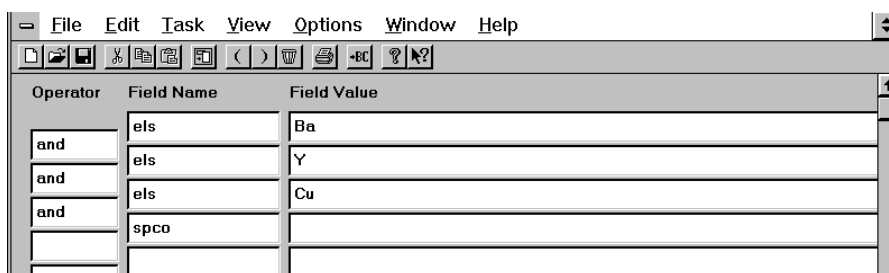 File Edit Task View Options Window Help
( ) →BC ? ?
Operator Field Name Field Value
els Ba
and
els Y
and
els Cu
and
spco